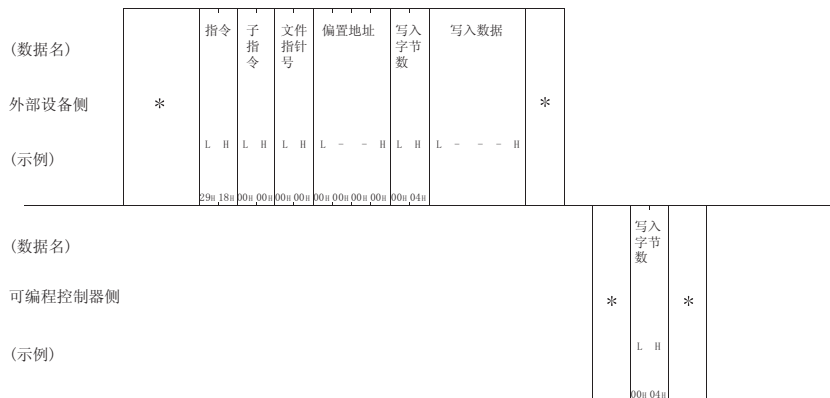 指令 子 文件 偏置地址 写入 写入数据
(数据名) 指 指针 字节
令 号 数
外部设备侧 * *
L H L H L H L - - H L H L - - - H
(示例)
29H 18H 00H 00H 00H 00H 00H 00H 00H 00H 00H 04H
写入
(数据名) 字节
数
可编程控制器侧 * *
L H
(示例)
00H 04H